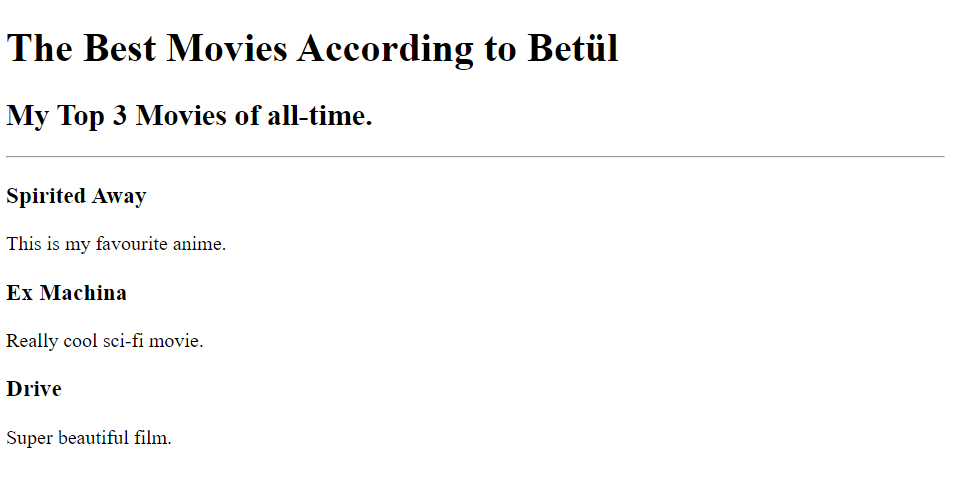 The Best Movies According to Betül
My Top 3 Movies of all-time.
Spirited Away
This is my favourite anime.
Ex Machina
Really cool sci-fi movie.
Drive
Super beautiful film.